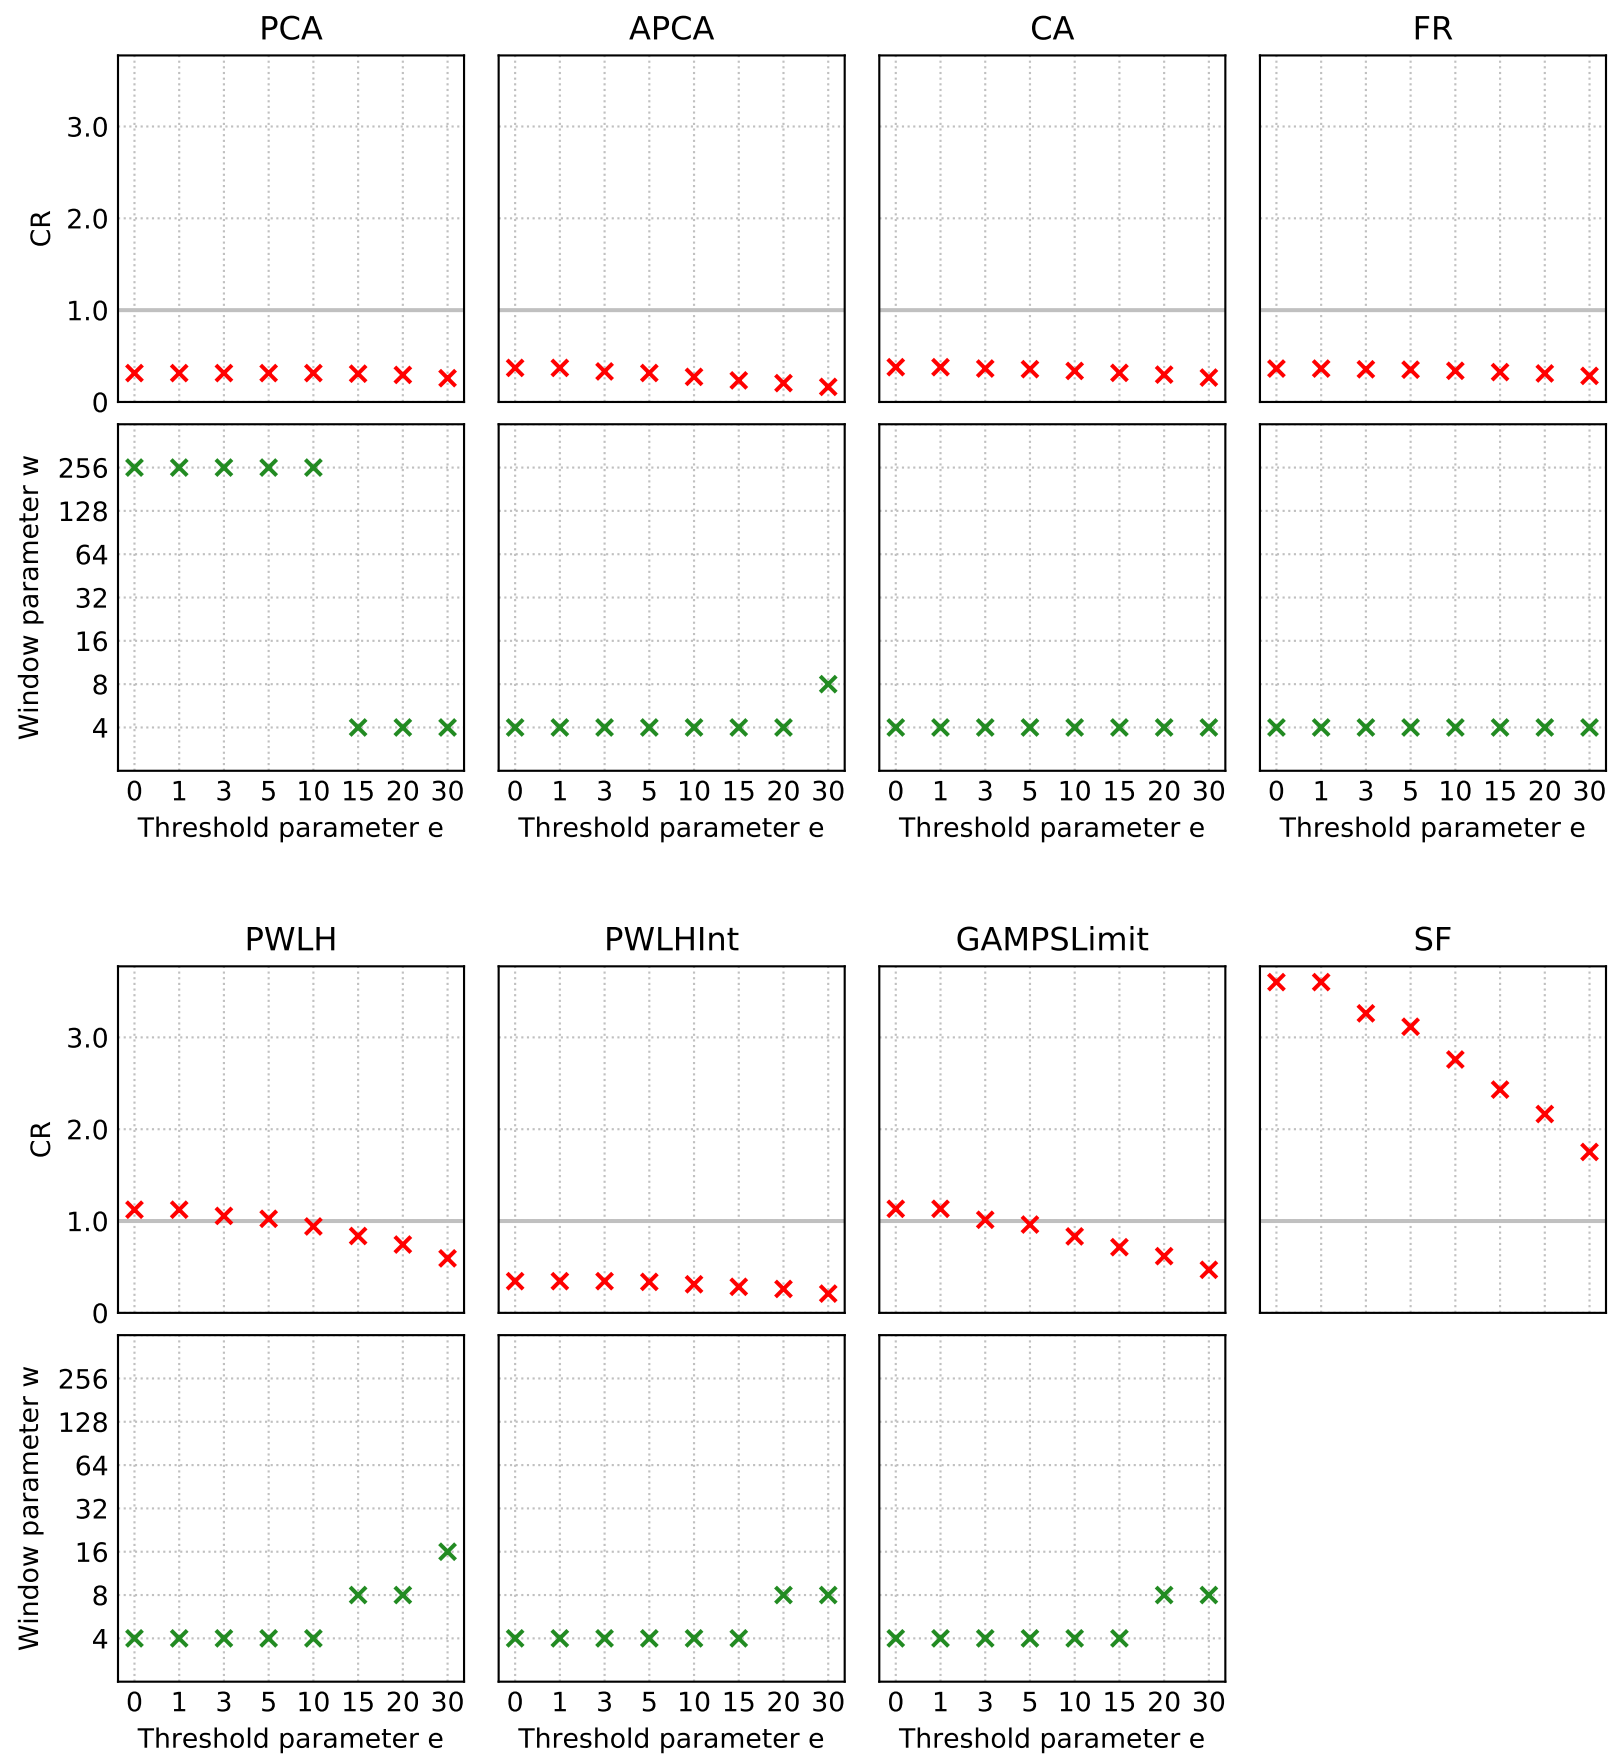 PCA APCA CA FR
3.0
2.0
1.0
0
CR
256
128
64
32
16
8
4
Window parameter w
0 1 3 5 10 15 20 30 0 1 3 5 10 15 20 30 0 1 3 5 10 15 20 30 0 1 3 5 10 15 20 30
Threshold parameter e Threshold parameter e Threshold parameter e Threshold parameter e
PWLH PWLHInt GAMPSLimit SF
3.0
2.0
1.0
0
CR
256
128
64
32
16
8
4
Window parameter w
0 1 3 5 10 15 20 30 0 1 3 5 10 15 20 30 0 1 3 5 10 15 20 30
Threshold parameter e Threshold parameter e Threshold parameter e